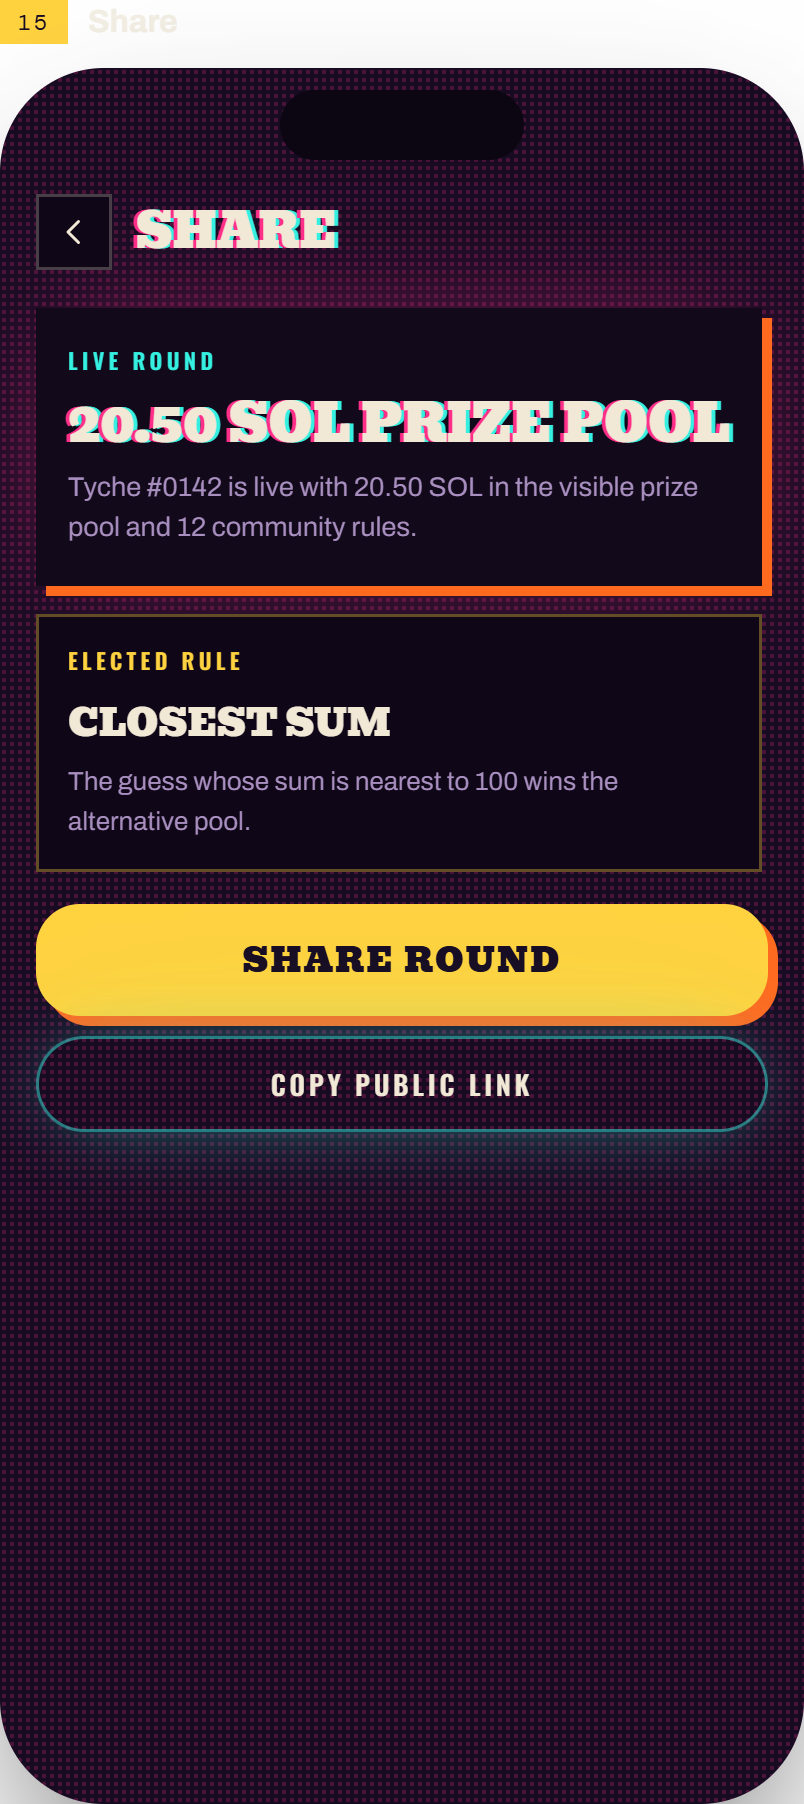 15 Share
SHARE
LIVE ROUND
20.50 SOL PRIZE POOL
Tyche #0142 is live with 20.50 SOL in the visible prize
pool and 12 community rules.
ELECTED RULE
CLOSEST SUM
The guess whose sum is nearest to 100 wins the
alternative pool.
SHARE ROUND
COPY PUBLIC LINK